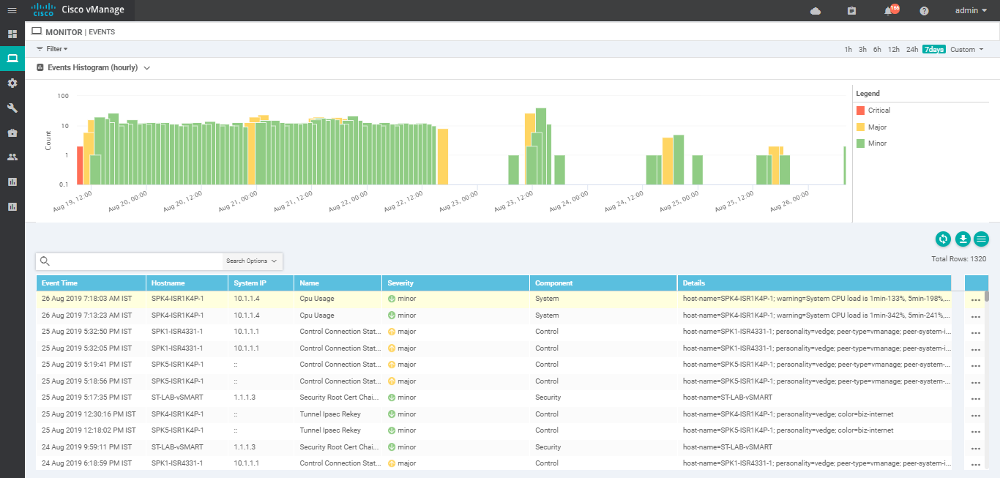 cisco Cisco vManage 166 admin
MONITOR | EVENTS
Filter 1h 3h 6h 12h 24h 7days Custom
Events Histogram (hourly)
Legend
Critical
Major
Minor
Count
100
10
1
0.1
Aug 19, 12:00 Aug 20, 00:00 Aug 20, 12:00 Aug 21, 00:00 Aug 21, 12:00 Aug 22, 00:00 Aug 22, 12:00 Aug 23, 00:00 Aug 23, 12:00 Aug 24, 00:00 Aug 24, 12:00 Aug 25, 00:00 Aug 25, 12:00 Aug 26, 00:00
Search Options Total Rows: 1320
Event Time Hostname System IP Name Severity Component Details
26 Aug 2019 7:18:03 AM IST SPK4-ISR1K4P-1 10.1.1.4 Cpu Usage minor System host-name=SPK4-ISR1K4P-1; warning=System CPU load is 1min-133%, 5min-198%,... ...
26 Aug 2019 7:13:23 AM IST SPK4-ISR1K4P-1 10.1.1.4 Cpu Usage minor System host-name=SPK4-ISR1K4P-1; warning=System CPU load is 1min-342%, 5min-241%,... ...
25 Aug 2019 5:32:50 PM IST SPK1-ISR4331-1 10.1.1.1 Control Connection Stat... major Control host-name=SPK1-ISR4331-1; personality=vedge; peer-type=vmanage; peer-system-i... ...
25 Aug 2019 5:32:05 PM IST SPK1-ISR4331-1 10.1.1.1 Control Connection Stat... major Control host-name=SPK1-ISR4331-1; personality=vedge; peer-type=vmanage; peer-system-i... ...
25 Aug 2019 5:19:41 PM IST SPK5-ISR1K4P-1 :: Control Connection Stat... major Control host-name=SPK5-ISR1K4P-1; personality=vedge; peer-type=vmanage; peer-system-... ...
25 Aug 2019 5:18:56 PM IST SPK5-ISR1K4P-1 :: Control Connection Stat... major Control host-name=SPK5-ISR1K4P-1; personality=vedge; peer-type=vmanage; peer-system-... ...
25 Aug 2019 5:17:35 PM IST ST-LAB-vSMART 1.1.1.3 Security Root Cert Chai... minor Security host-name=ST-LAB-vSMART ...
25 Aug 2019 12:30:16 PM IST SPK4-ISR1K4P-1 :: Tunnel Ipsec Rekey minor Control host-name=SPK4-ISR1K4P-1; personality=vedge; color=biz-internet ...
25 Aug 2019 12:18:02 PM IST SPK5-ISR1K4P-1 :: Tunnel Ipsec Rekey minor Control host-name=SPK5-ISR1K4P-1; personality=vedge; color=biz-internet ...
24 Aug 2019 9:59:11 PM IST ST-LAB-vSMART 1.1.1.3 Security Root Cert Chai... minor Security host-name=ST-LAB-vSMART ...
24 Aug 2019 6:18:59 PM IST SPK1-ISR4331-1 10.1.1.1 Control Connection Stat... major Control host-name=SPK1-ISR4331-1; personality=vedge; peer-type=vmanage; peer-system-i... ...